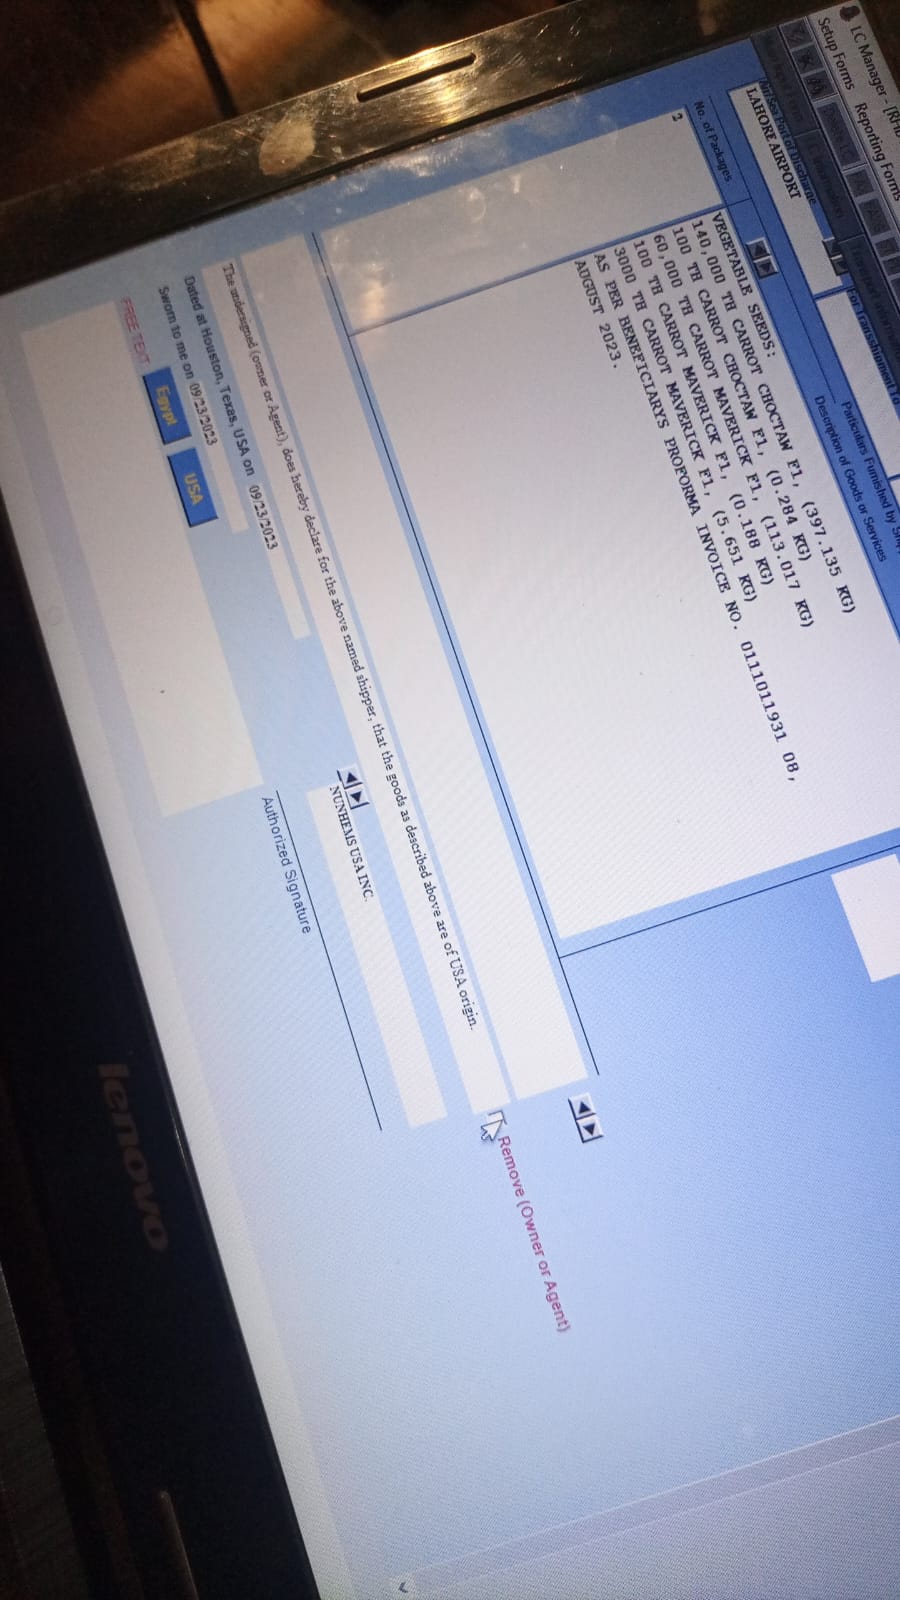 LC Manager - [
Setup Forms Reporting Forms
Port of Discharge
For Transshipment To
LAHORE AIRPORT
Particulars Furnished by
No. of Packages
Description of Goods or Services
2
VEGETABLE SEEDS:
140,000 TH CARROT CHOCTAW F1, (397.135 KG)
100 TH CARROT CHOCTAW F1, (0.284 KG)
60,000 TH CARROT MAVERICK F1, (113.017 KG)
100 TH CARROT MAVERICK F1, (0.188 KG)
3000 TH CARROT MAVERICK F1, (5.651 KG)
AS PER BENEFICIARYS PROFORMA INVOICE NO. 0111011931 08,
AUGUST 2023.
Remove (Owner or Agent)
The undersigned (owner or Agent), does hereby declare for the above named shipper, that the goods as described above are of USA origin.
Dated at Houston, Texas, USA on 09/23/2023
Sworn to me on 09/23/2023
NUNHEMS USA INC.
Authorized Signature
FREE TEXT
Egypt
USA
lenovo